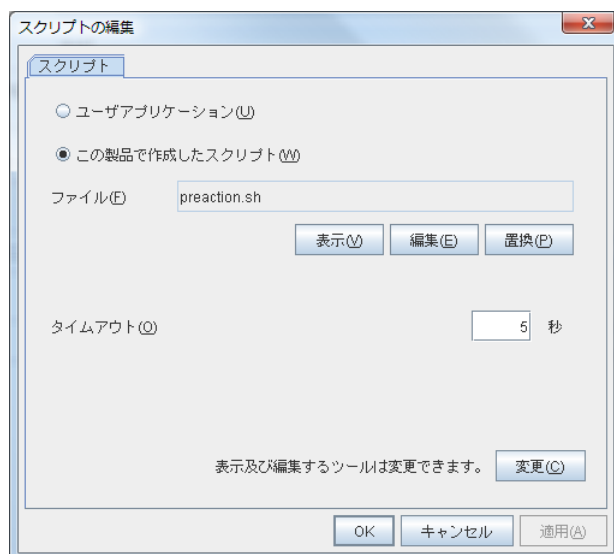 スクリプトの編集
スクリプト
ユーザアプリケーション(U)
この製品で作成したスクリプト(W)
ファイル(F) preaction.sh
表示(V) 編集(E) 置換(P)
タイムアウト(O) 5 秒
表示及び編集するツールは変更できます。 変更(C)
OK キャンセル 適用(A)